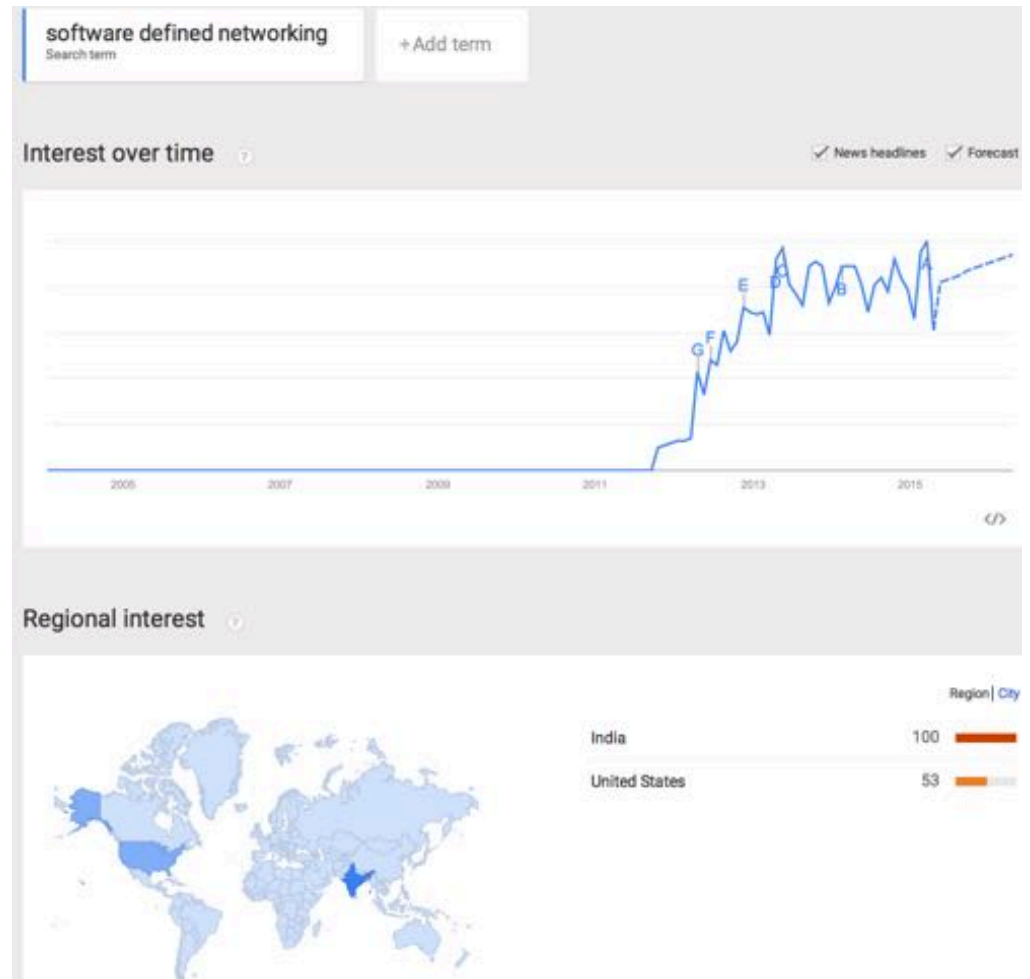 software defined networking
Search term
+Add term
Interest over time ?
News headlines Forecast
A
C
D
B
E
F
G
2005 2007 2009 2011 2013 2015
</>
Regional interest ?
Region | City
India 100
United States 53